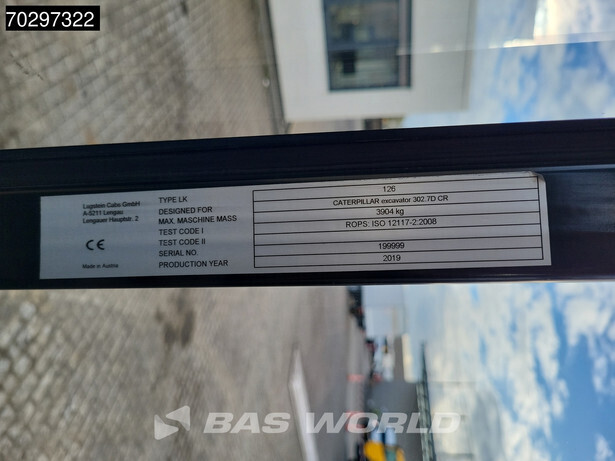 70297322
Lugstein Cabs GmbH
A-5211 Lengau
Lengauer Hauptstr. 2
CE
Made in Austria
TYPE LK 126
DESIGNED FOR CATERPILLAR excavator 302.7D CR
MAX. MASCHINE MASS 3904 kg
TEST CODE I ROPS: ISO 12117-2:2008
TEST CODE II
SERIAL NO. 199999
PRODUCTION YEAR 2019
BAS WORLD